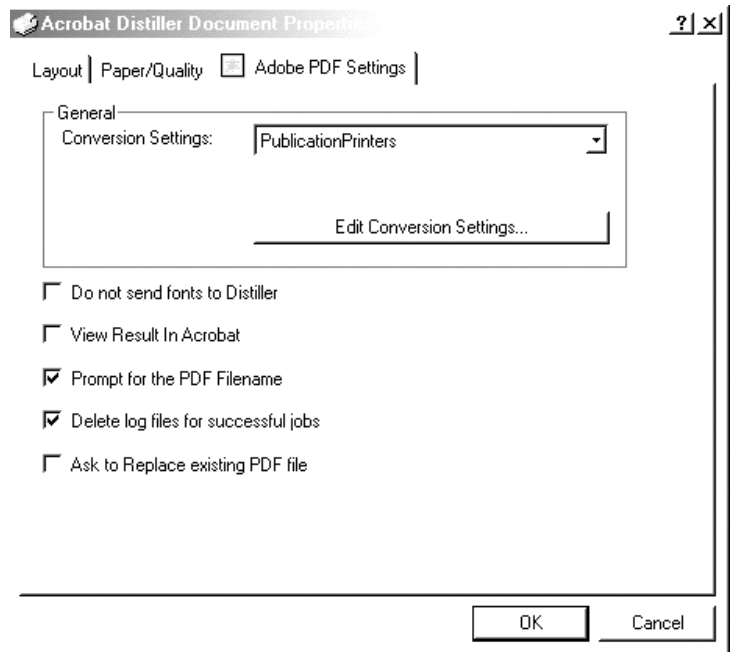 Acrobat Distiller Document Properties
Layout Paper/Quality Adobe PDF Settings
General
Conversion Settings: PublicationPrinters
Edit Conversion Settings...
Do not send fonts to Distiller
View Result In Acrobat
Prompt for the PDF Filename
Delete log files for successful jobs
Ask to Replace existing PDF file
OK Cancel